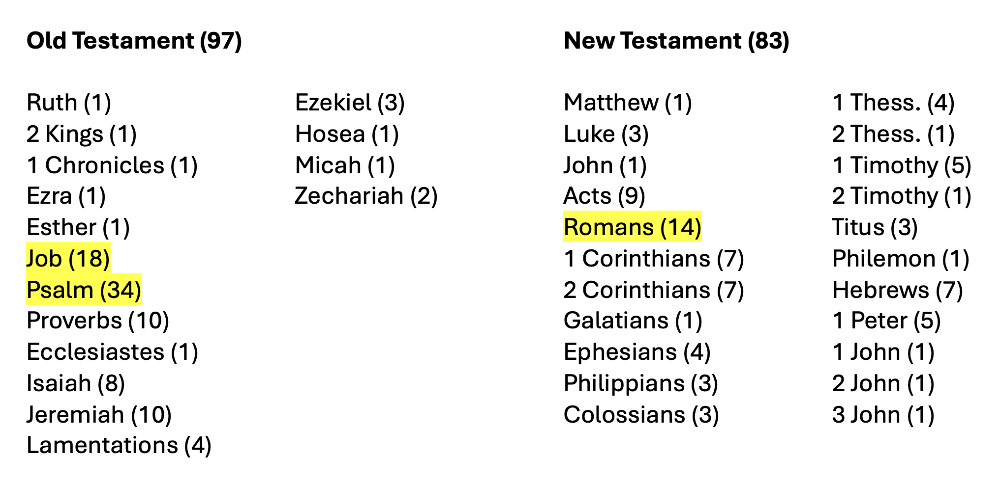 Old Testament (97)
Ruth (1)
2 Kings (1)
1 Chronicles (1)
Ezra (1)
Esther (1)
Job (18)
Psalm (34)
Proverbs (10)
Ecclesiastes (1)
Isaiah (8)
Jeremiah (10)
Lamentations (4)
Ezekiel (3)
Hosea (1)
Micah (1)
Zechariah (2)
New Testament (83)
Matthew (1)
Luke (3)
John (1)
Acts (9)
Romans (14)
1 Corinthians (7)
2 Corinthians (7)
Galatians (1)
Ephesians (4)
Philippians (3)
Colossians (3)
1 Thess. (4)
2 Thess. (1)
1 Timothy (5)
2 Timothy (1)
Titus (3)
Philemon (1)
Hebrews (7)
1 Peter (5)
1 John (1)
2 John (1)
3 John (1)